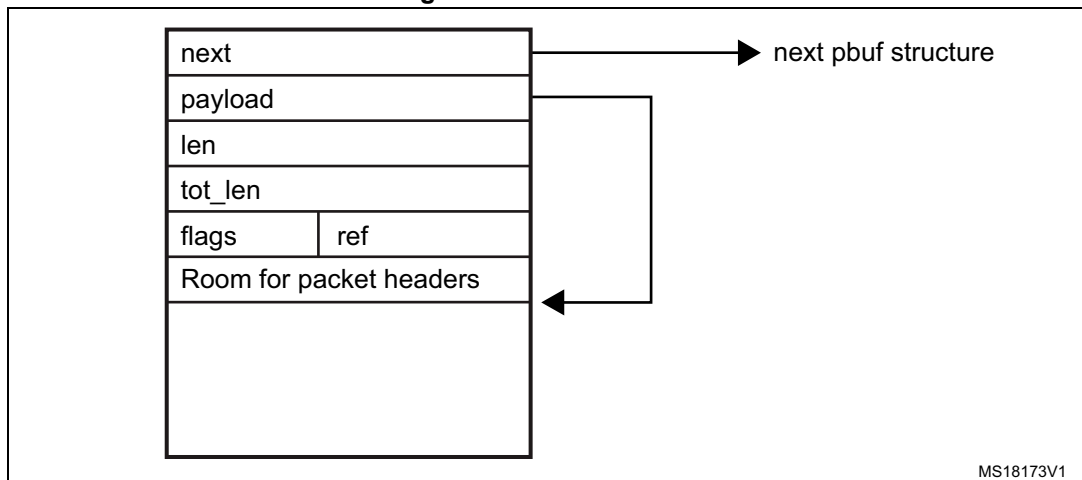 next
next pbuf structure
payload
len
tot_len
flags ref
Room for packet headers
MS18173V1